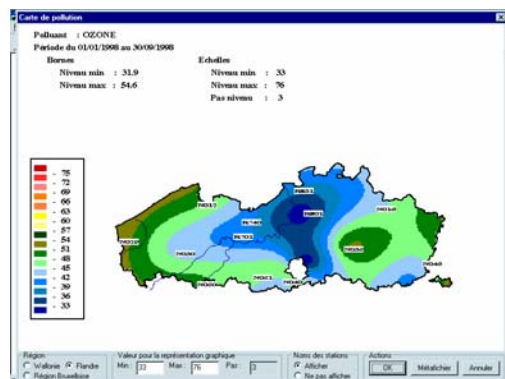 Carte de pollution
Polluant : OZONE
Période du 01/01/1998 au 30/09/1998
Bornes
Niveau min : 31.9
Niveau max : 54.6
Echelles
Niveau min : 33
Niveau max : 76
Pas niveau : 3
- 75
- 72
- 69
- 66
- 63
- 60
- 57
- 54
- 51
- 48
- 45
- 42
- 39
- 36
- 33
Région
Wallonie
Flandre
Région Bruxelloise
Valeur pour la représentation graphique
Min : 33
Max : 76
Pas : 3
Noms des stations
Afficher
Ne pas afficher
Actions
OK
Métafichier
Annuler